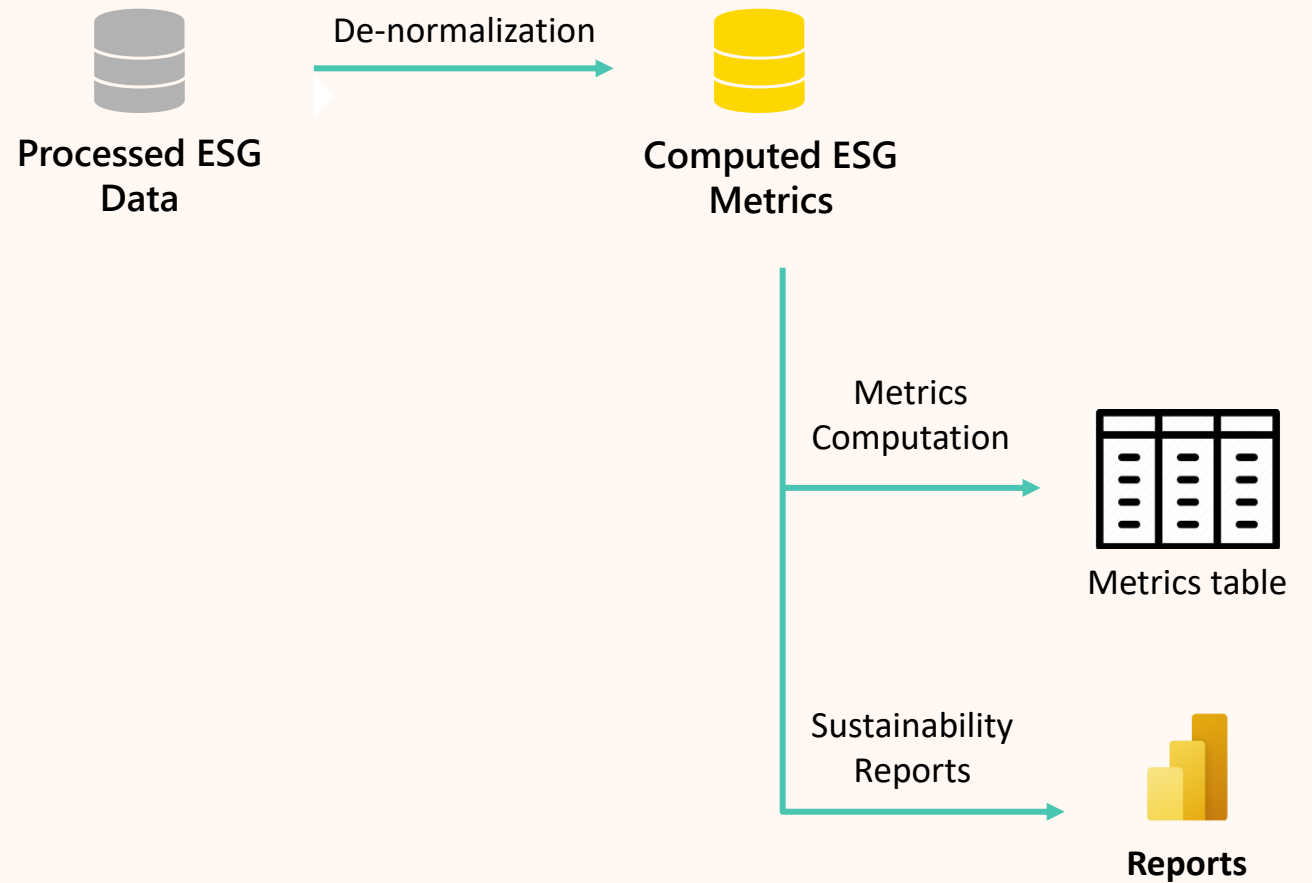 De-normalization
Processed ESG
Data
Computed ESG
Metrics
Metrics
Computation
Metrics table
Sustainability
Reports
Reports